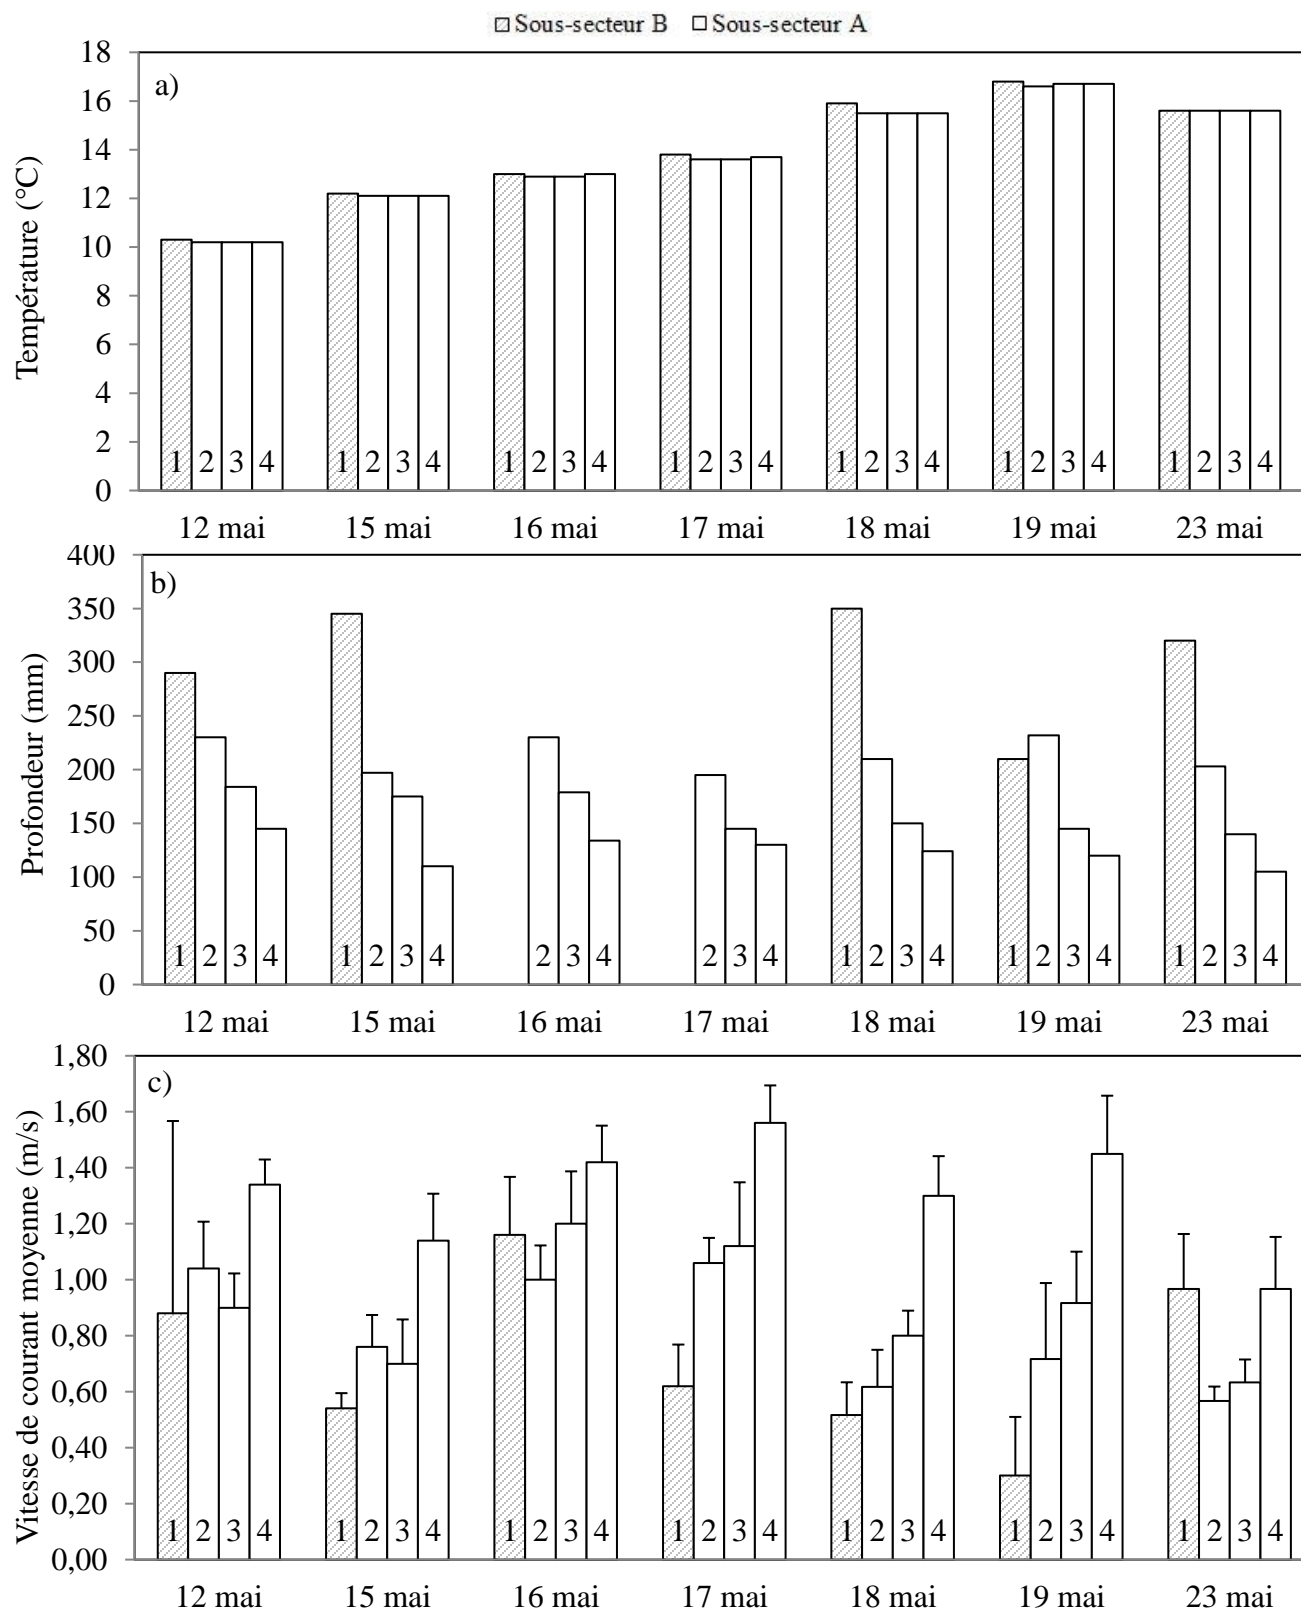 Sous-secteur B Sous-secteur A
a)
Température (°C)
18
16
14
12
10
8
6
4
2
0
1 2 3 4 1 2 3 4 1 2 3 4 1 2 3 4 1 2 3 4 1 2 3 4 1 2 3 4
12 mai 15 mai 16 mai 17 mai 18 mai 19 mai 23 mai
b)
Profondeur (mm)
400
350
300
250
200
150
100
50
0
1 2 3 4 1 2 3 4 2 3 4 2 3 4 1 2 3 4 1 2 3 4 1 2 3 4
12 mai 15 mai 16 mai 17 mai 18 mai 19 mai 23 mai
c)
Vitesse de courant moyenne (m/s)
1,80
1,60
1,40
1,20
1,00
0,80
0,60
0,40
0,20
0,00
1 2 3 4 1 2 3 4 1 2 3 4 1 2 3 4 1 2 3 4 1 2 3 4 1 2 3 4
12 mai 15 mai 16 mai 17 mai 18 mai 19 mai 23 mai